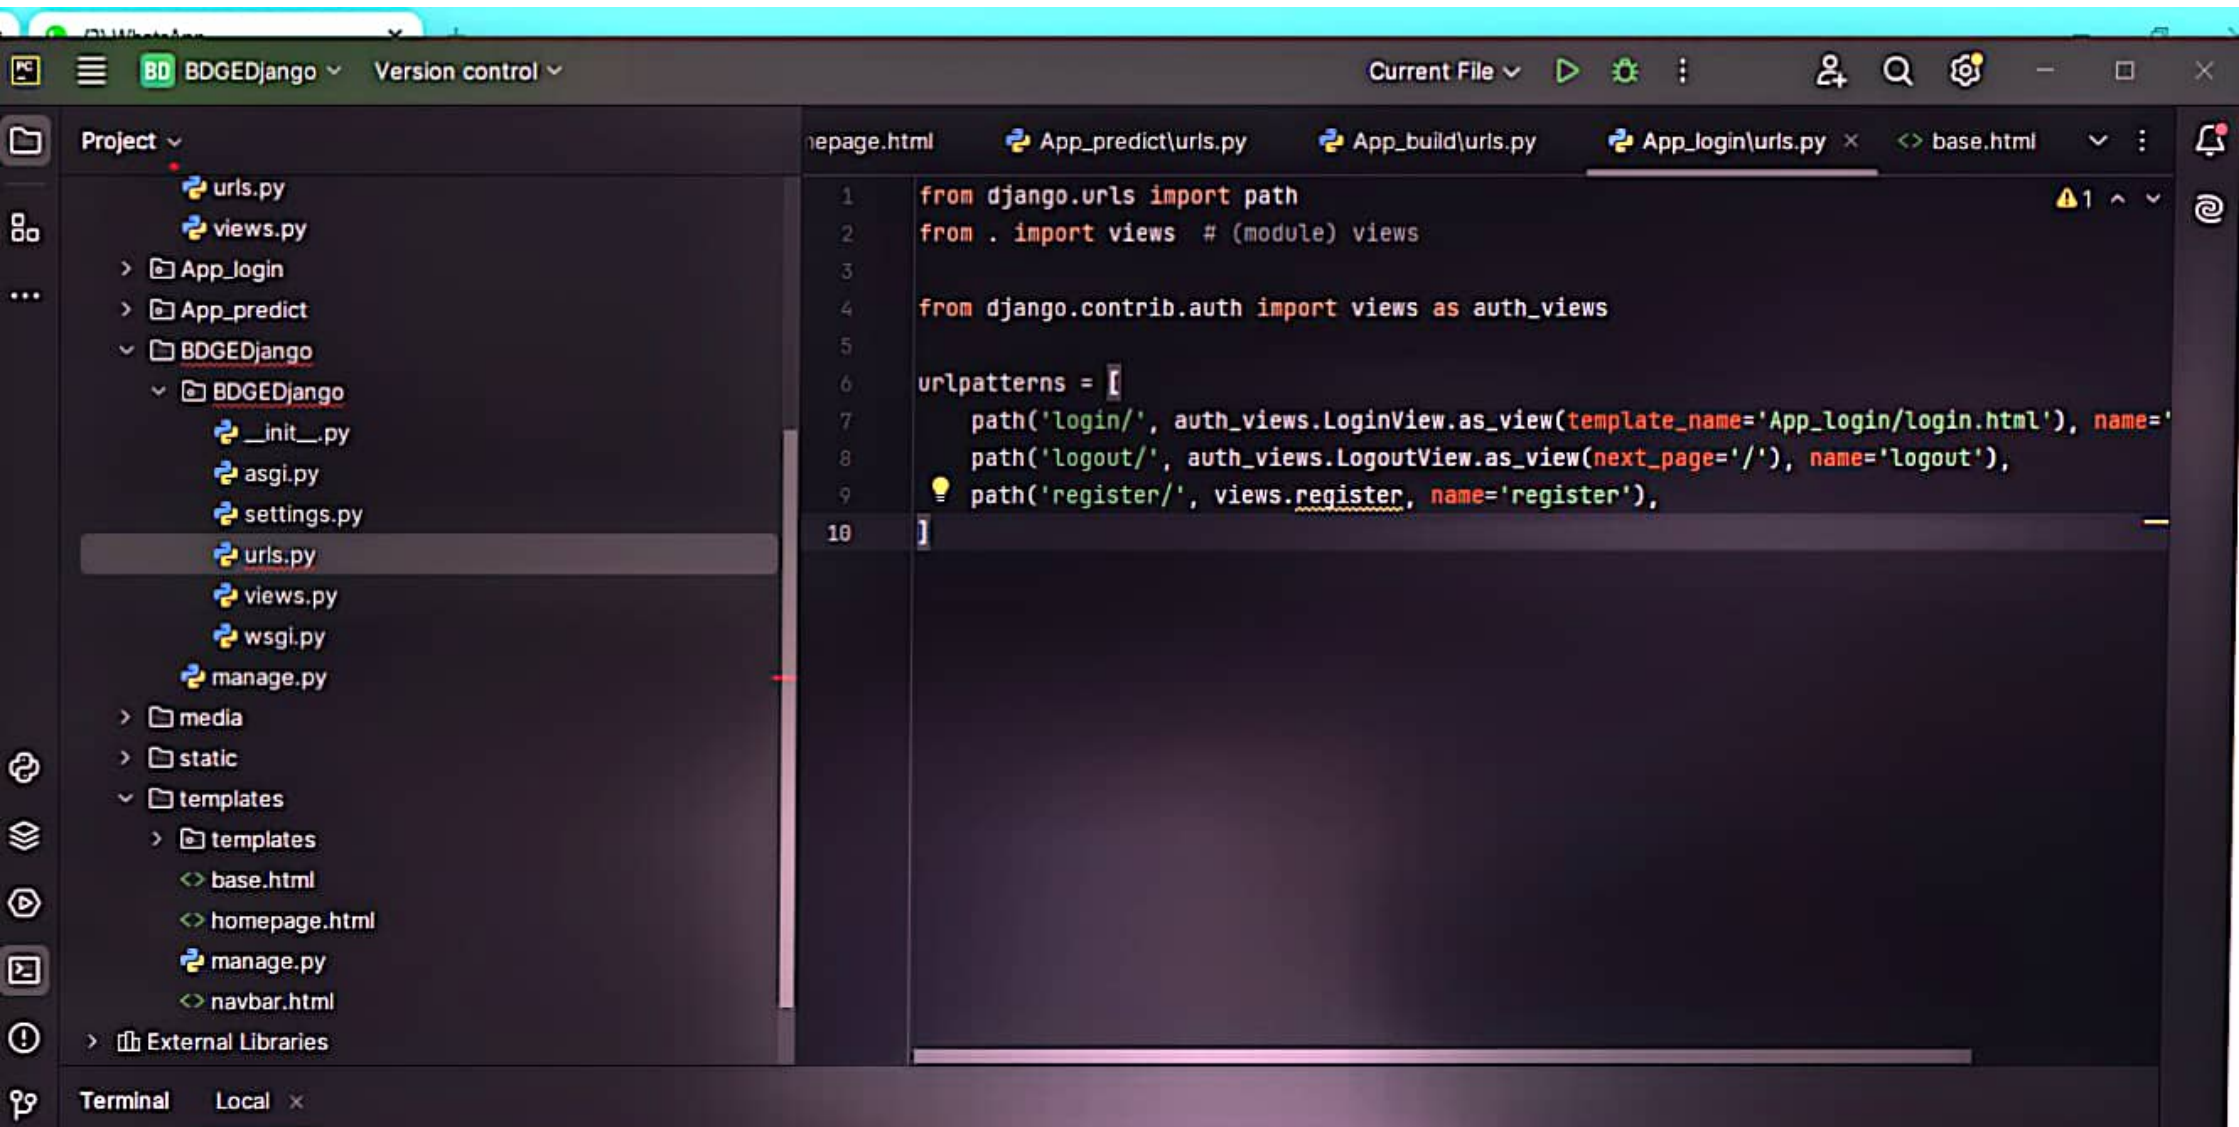 (2) WhatsApp
PC
BD BDGEDjango
Version control
Current File
Project
urls.py
views.py
App_login
App_predict
BDGEDjango
BDGEDjango
__init__.py
asgi.py
settings.py
urls.py
views.py
wsgi.py
manage.py
media
static
templates
templates
base.html
homepage.html
manage.py
navbar.html
External Libraries
Terminal
Local
App_predict\urls.py
App_build\urls.py
App_login\urls.py
<> base.html
1 from django.urls import path
2 from . import views # (module) views
3
4 from django.contrib.auth import views as auth_views
5
6 urlpatterns = [
7 path('login/', auth_views.LoginView.as_view(template_name='App_login/login.html'), name='
8 path('logout/', auth_views.LogoutView.as_view(next_page='/'), name='logout'),
9 path('register/', views.register, name='register'),
10 ]
1